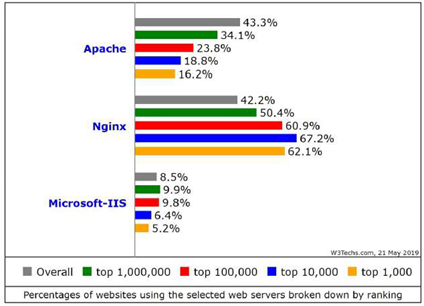 43.3%
34.1%
Apache 23.8%
18.8%
16.2%
42.2%
50.4%
Nginx 60.9%
67.2%
62.1%
8.5%
9.9%
Microsoft-IIS 9.8%
6.4%
5.2%
W3Techs.com, 21 May 2019
Overall top 1,000,000 top 100,000 top 10,000 top 1,000
Percentages of websites using the selected web servers broken down by ranking